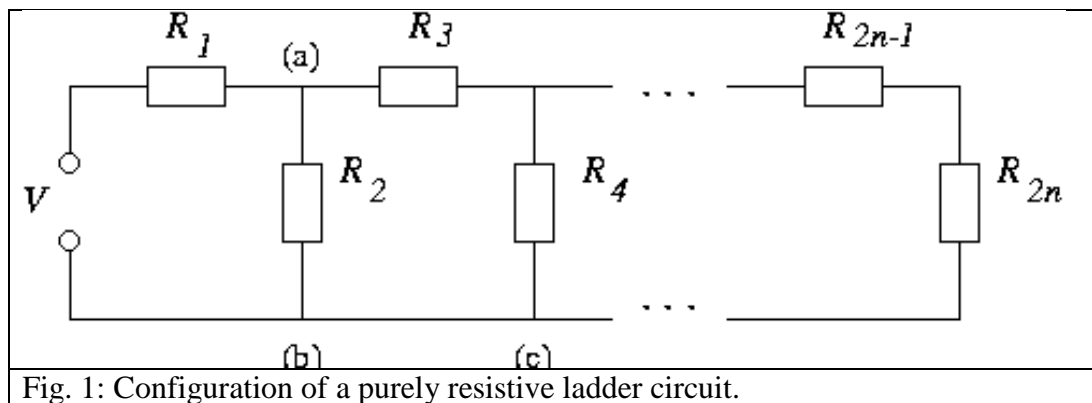 R1 (a) R3 R2n-1
... 
V R2 R4 R2n
...
(b) (c)
Fig. 1: Configuration of a purely resistive ladder circuit.